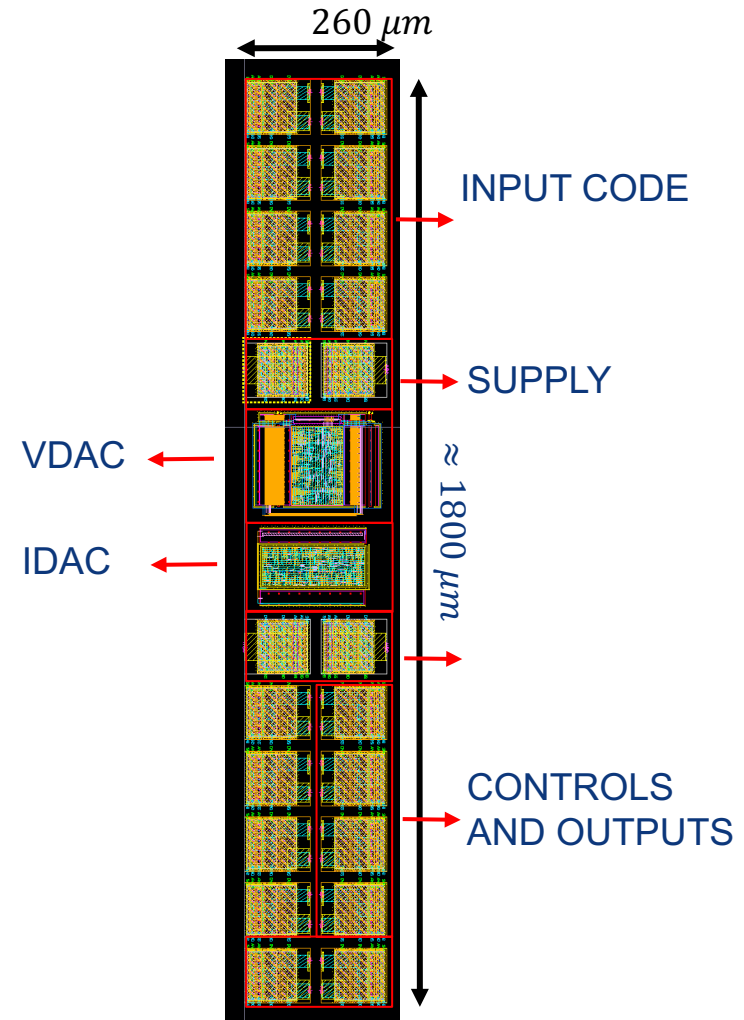 260 μm
INPUT CODE
SUPPLY
VDAC
≈ 1800 μm
IDAC
CONTROLS
AND OUTPUTS